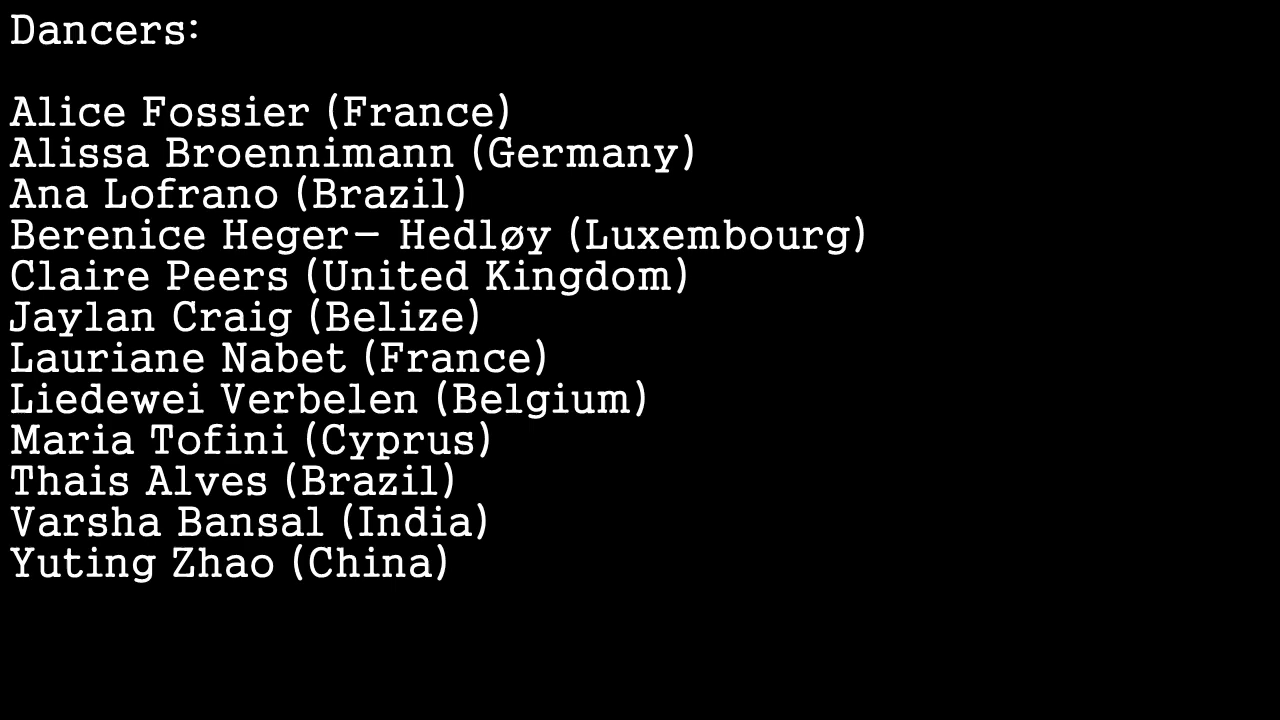 Dancers:
Alice Fossier (France)
Alissa Broennimann (Germany)
Ana Lofrano (Brazil)
Berenice Heger- Hedløy (Luxembourg)
Claire Peers (United Kingdom)
Jaylan Craig (Belize)
Lauriane Nabet (France)
Liedewei Verbelen (Belgium)
Maria Tofini (Cyprus)
Thais Alves (Brazil)
Varsha Bansal (India)
Yuting Zhao (China)